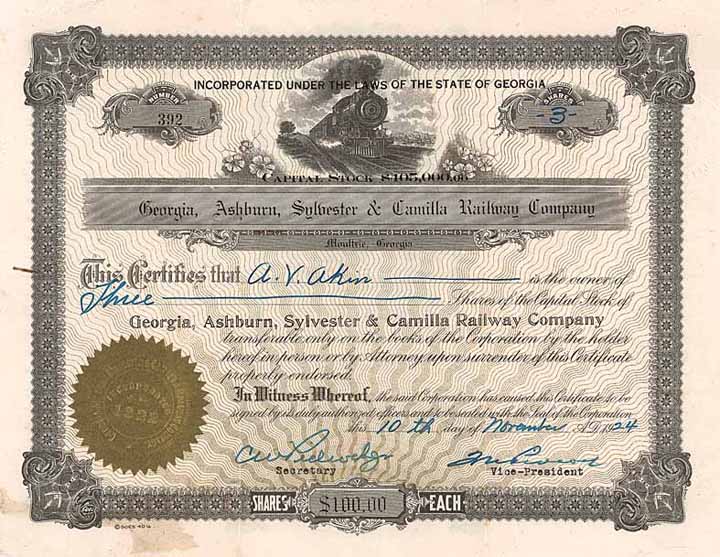 INCORPORATED UNDER THE LAWS OF THE STATE OF GEORGIA
NUMBER
392
SHARES
-3-
CAPITAL STOCK $105,000.00
Georgia, Ashburn, Sylvester & Camilla Railway Company
Moultrie, Georgia
This Certifies that A. V. Akin is the owner of
Three Shares of the Capital Stock of
Georgia, Ashburn, Sylvester & Camilla Railway Company
transferable only on the books of the Corporation by the holder
hereof in person or by Attorney upon surrender of this Certificate
properly endorsed.
In Witness Whereof, the said Corporation has caused this Certificate to be
signed by its duly authorized officers and to be sealed with the Seal of the Corporation
this 10th day of November A.D. 1924
Secretary
Vice-President
SHARES $100.00 EACH